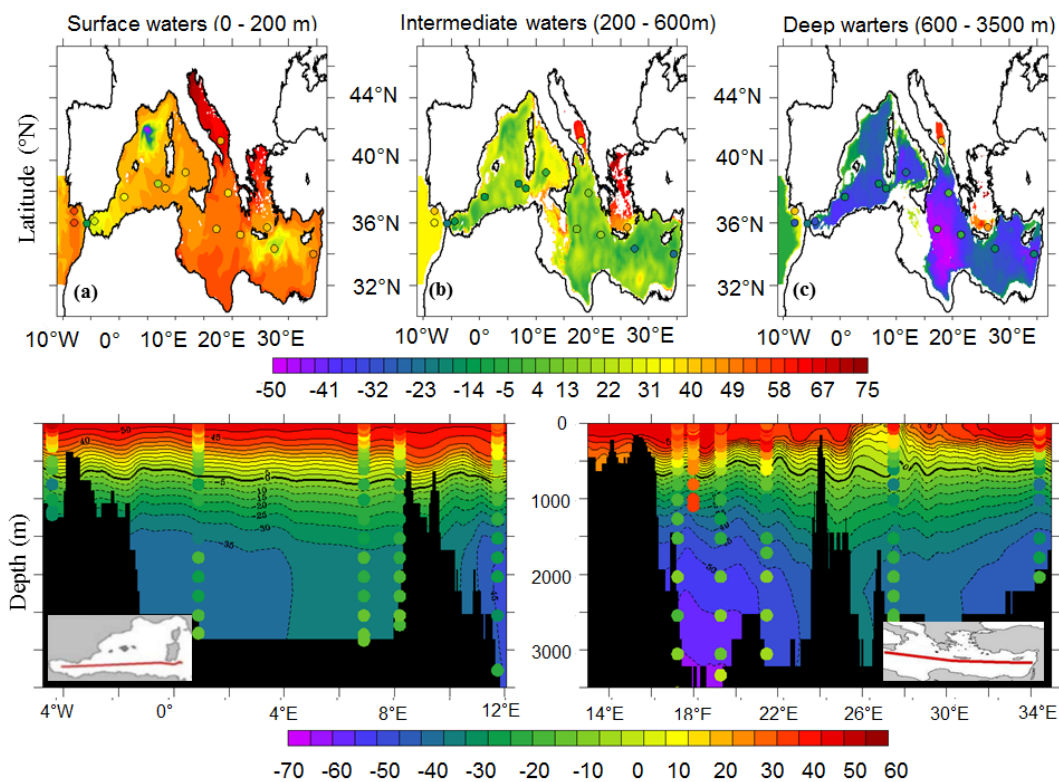 Surface waters (0 - 200 m)
Intermediate waters (200 - 600m)
Deep warters (600 - 3500 m)
Latitude (°N)
44°N
40°N
36°N
32°N
44°N
40°N
36°N
32°N
(a)
(b)
(c)
10°W 0° 10°E 20°E 30°E
10°W 0° 10°E 20°E 30°E
10°W 0° 10°E 20°E 30°E
-50 -41 -32 -23 -14 -5 4 13 22 31 40 49 58 67 75
Depth (m)
0
1000
2000
3000
4°W 0° 4°E 8°E 12°E
14°E 18°E 22°E 26°E 30°E 34°E
-70 -60 -50 -40 -30 -20 -10 0 10 20 30 40 50 60